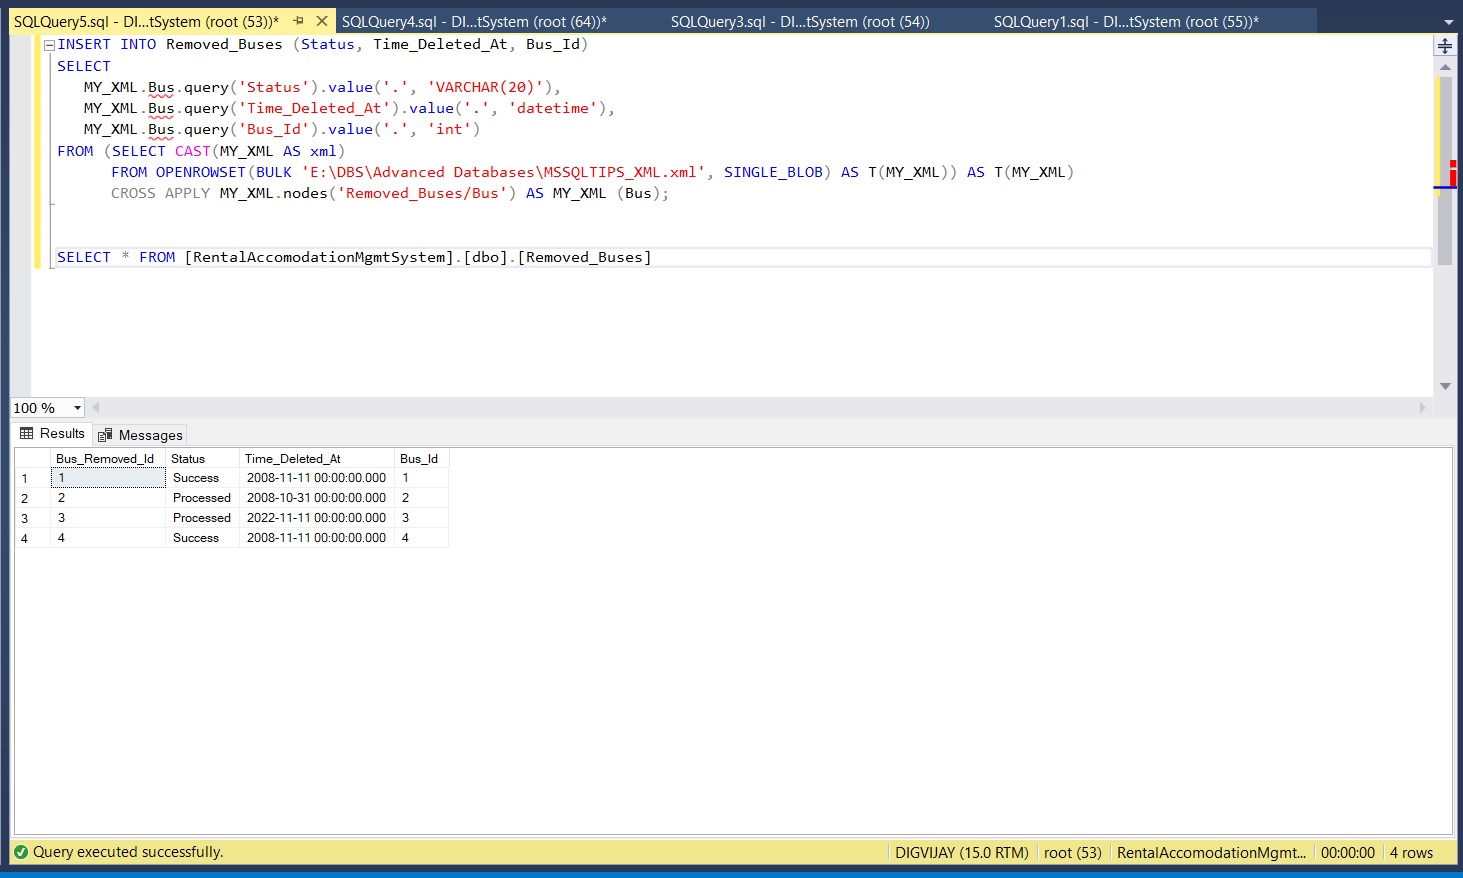 SQLQuery5.sql - DI...tSystem (root (53))* SQLQuery4.sql - DI...tSystem (root (64))* SQLQuery3.sql - DI...tSystem (root (54)) SQLQuery1.sql - DI...tSystem (root (55))*
INSERT INTO Removed_Buses (Status, Time_Deleted_At, Bus_Id)
SELECT
MY_XML.Bus.query('Status').value('.', 'VARCHAR(20)'),
MY_XML.Bus.query('Time_Deleted_At').value('.', 'datetime'),
MY_XML.Bus.query('Bus_Id').value('.', 'int')
FROM (SELECT CAST(MY_XML AS xml)
FROM OPENROWSET(BULK 'E:\DBS\Advanced Databases\MSSQLTIPS_XML.xml', SINGLE_BLOB) AS T(MY_XML)) AS T(MY_XML)
CROSS APPLY MY_XML.nodes('Removed_Buses/Bus') AS MY_XML (Bus);
SELECT * FROM [RentalAccomodationMgmtSystem].[dbo].[Removed_Buses]
100 %
Results Messages
Bus_Removed_Id Status Time_Deleted_At Bus_Id
1 1 Success 2008-11-11 00:00:00.000 1
2 2 Processed 2008-10-31 00:00:00.000 2
3 3 Processed 2022-11-11 00:00:00.000 3
4 4 Success 2008-11-11 00:00:00.000 4
Query executed successfully. DIGVIJAY (15.0 RTM) root (53) RentalAccomodationMgmt... 00:00:00 4 rows